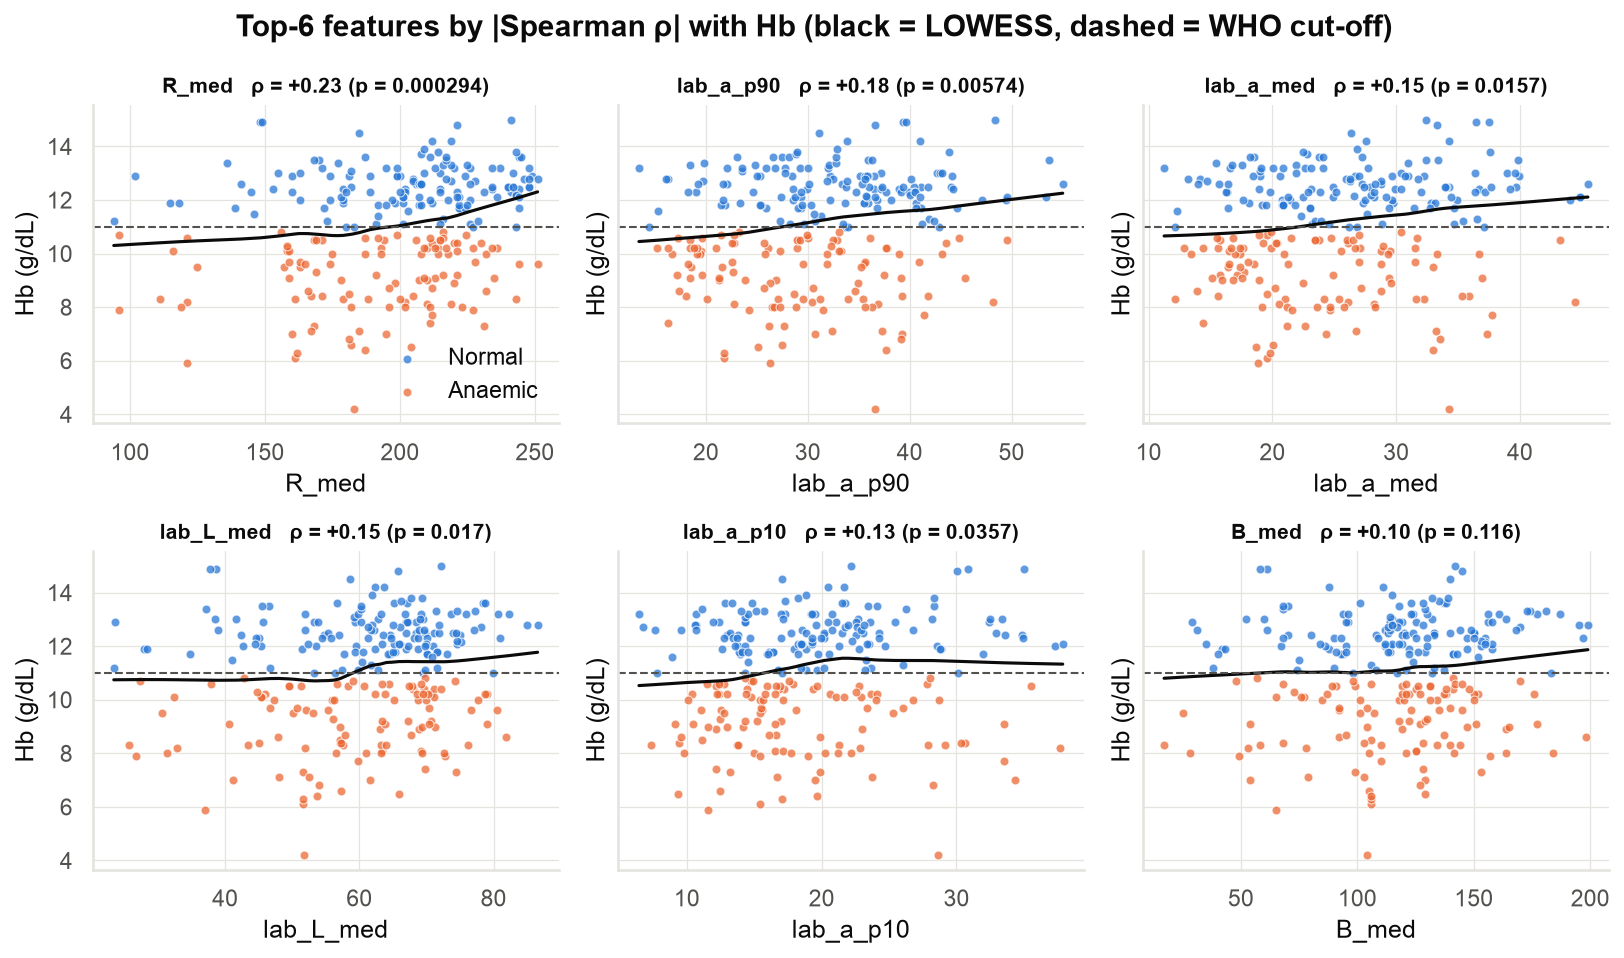 Top-6 features by |Spearman ρ| with Hb (black = LOWESS, dashed = WHO cut-off)
R_med ρ = +0.23 (p = 0.000294)
lab_a_p90 ρ = +0.18 (p = 0.00574)
lab_a_med ρ = +0.15 (p = 0.0157)
Hb (g/dL)
14
12
10
8
6
4
Normal
Anaemic
100 150 200 250
R_med
Hb (g/dL)
20 30 40 50
lab_a_p90
Hb (g/dL)
10 20 30 40
lab_a_med
lab_L_med ρ = +0.15 (p = 0.017)
lab_a_p10 ρ = +0.13 (p = 0.0357)
B_med ρ = +0.10 (p = 0.116)
Hb (g/dL)
14
12
10
8
6
4
40 60 80
lab_L_med
Hb (g/dL)
10 20 30
lab_a_p10
Hb (g/dL)
50 100 150 200
B_med